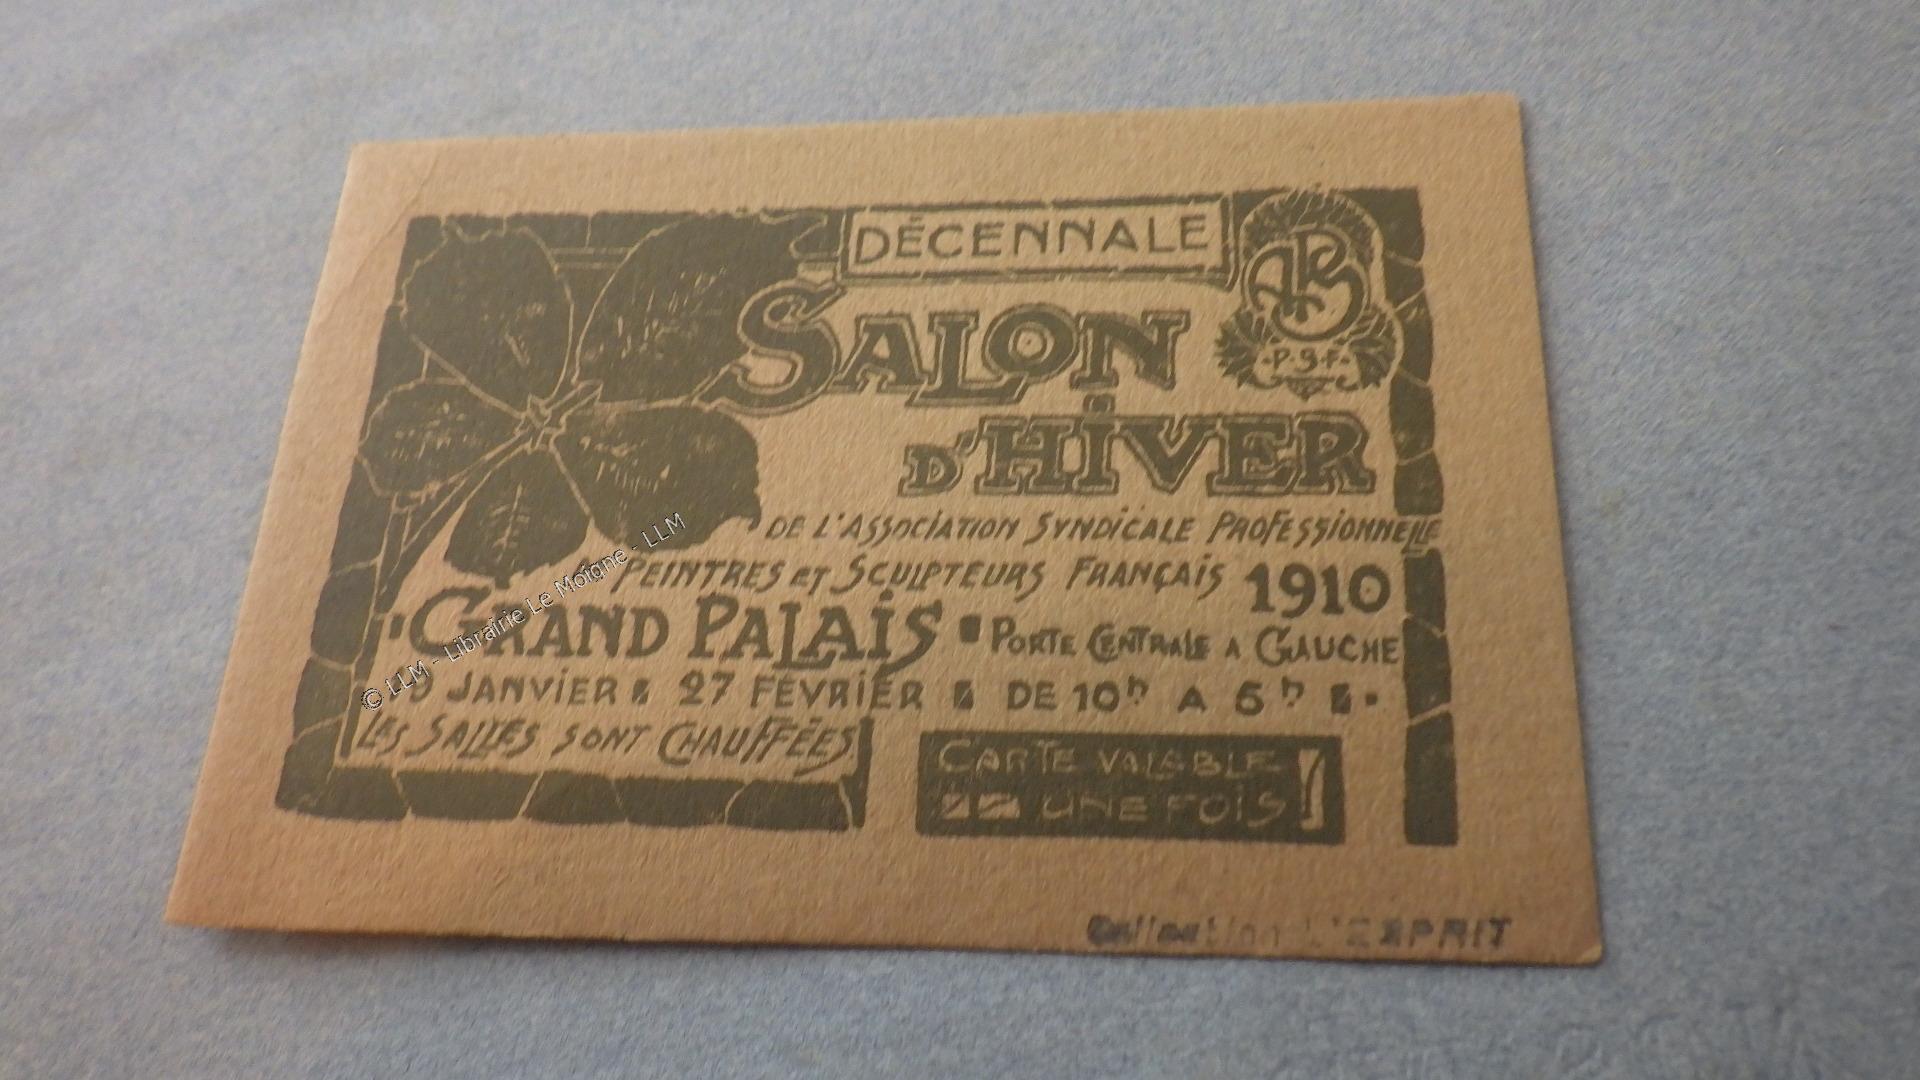 DÉCENNALE
SALON
D'HIVER
P.S.F.
DE L'ASSOCIATION SYNDICALE PROFESSIONNELLE
PEINTRES ET SCULPTEURS FRANÇAIS 1910
GRAND PALAIS PORTE CENTRALE A GAUCHE
JANVIER 27 FÉVRIER DE 10h A 5h
LES SALLES SONT CHAUFFÉES
CARTE VALABLE
UNE FOIS
Collection L'ESPRIT
© LLM - Librairie Le Moigne - LLM